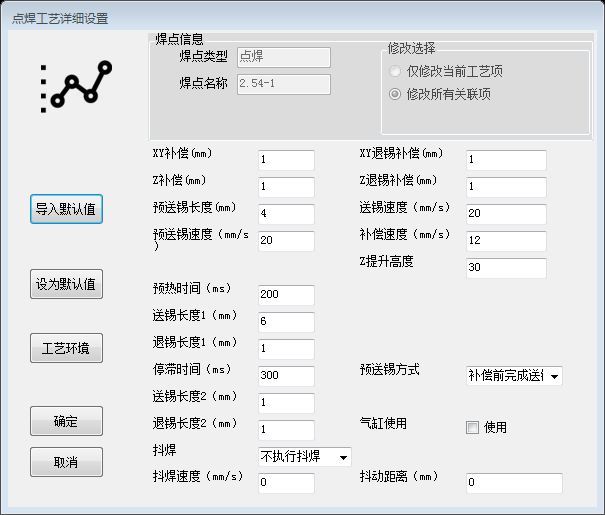 点焊工艺详细设置
焊点信息
焊点类型 点焊
焊点名称 2.54-1
修改选择
仅修改当前工艺项
修改所有关联项
XY补偿(mm) 1 XY退锡补偿(mm) 1
Z补偿(mm) 1 Z退锡补偿(mm) 1
导入默认值
预送锡长度(mm) 4 送锡速度(mm/s) 20
预送锡速度(mm/s
) 20 补偿速度(mm/s) 12
Z提升高度 30
设为默认值
预热时间(ms) 200
送锡长度1(mm) 6
工艺环境
退锡长度1(mm) 1
停滞时间(ms) 300 预送锡方式 补偿前完成送
送锡长度2(mm) 1
确定
退锡长度2(mm) 1 气缸使用 使用
抖焊 不执行抖焊
取消
抖焊速度(mm/s) 0 抖动距离(mm) 0